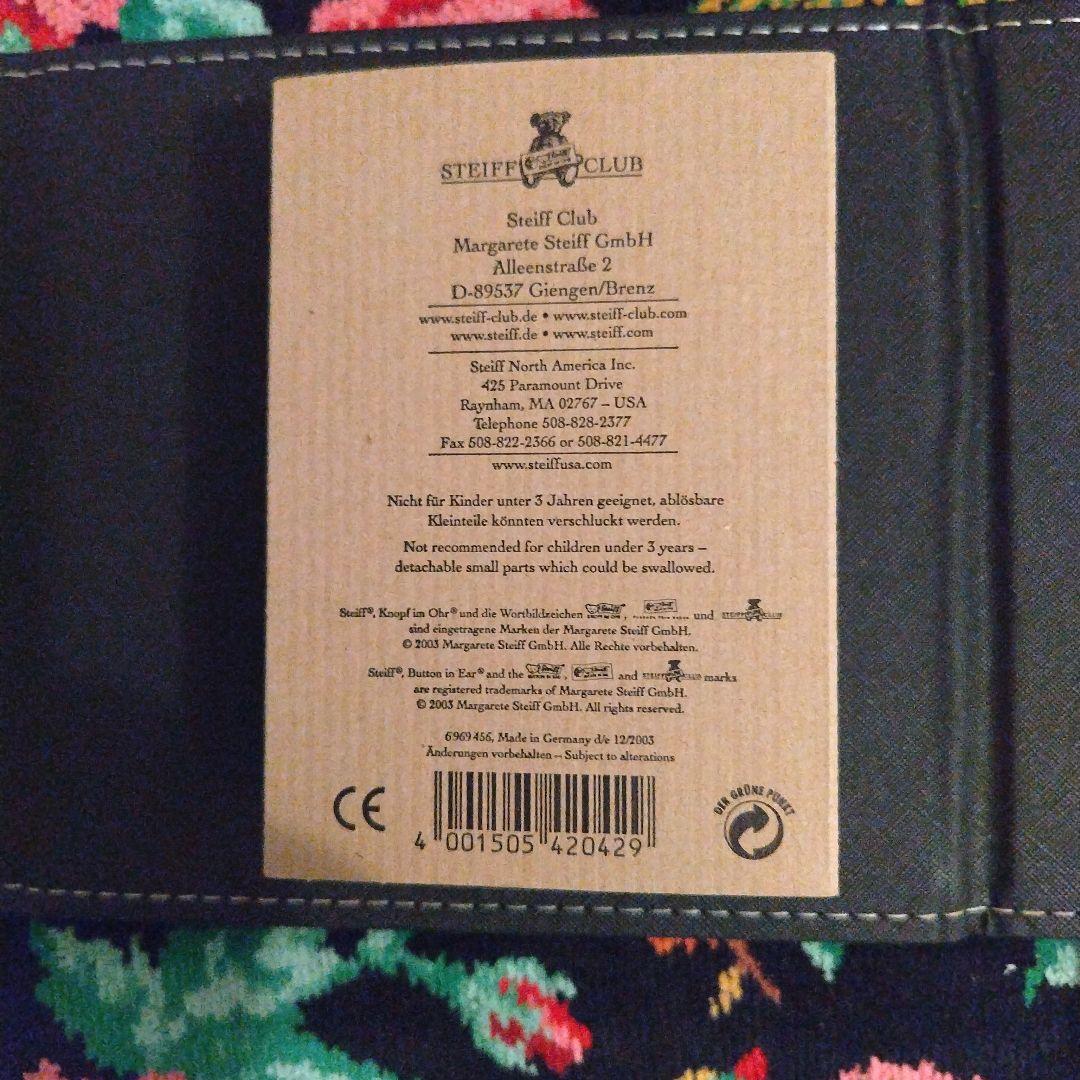 STEIFF CLUB
Steiff Club
Margarete Steiff GmbH
Alleenstraße 2
D-89537 Giengen/Brenz
www.steiff-club.de • www.steiff-club.com
www.steiff.de • www.steiff.com
Steiff North America Inc.
425 Paramount Drive
Raynham, MA 02767 – USA
Telephone 508-828-2377
Fax 508-822-2366 or 508-821-4477
www.steiffusa.com
Nicht für Kinder unter 3 Jahren geeignet, ablösbare
Kleinteile könnten verschluckt werden.
Not recommended for children under 3 years –
detachable small parts which could be swallowed.
Steiff®, Knopf im Ohr® und die Wortbildzeichen , und STEIFF CLUB
sind eingetragene Marken der Margarete Steiff GmbH.
© 2003 Margarete Steiff GmbH. Alle Rechte vorbehalten.
Steiff®, Button in Ear® and the , and STEIFF CLUB marks
are registered trademarks of Margarete Steiff GmbH.
© 2003 Margarete Steiff GmbH. All rights reserved.
6969456, Made in Germany d/e 12/2003
Änderungen vorbehalten – Subject to alterations
CE
4 001505 420429
DER GRÜNE PUNKT